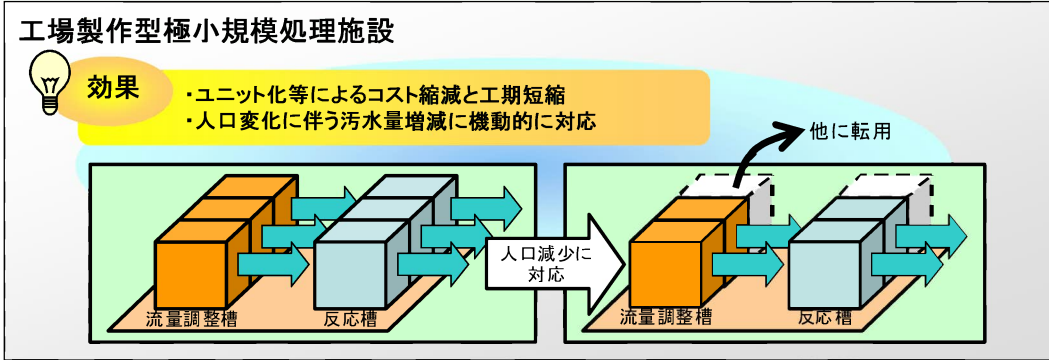 工場製作型極小規模処理施設
効果
・ユニット化等によるコスト縮減と工期短縮
・人口変化に伴う汚水量増減に機動的に対応
他に転用
人口減少に
対応
流量調整槽
反応槽
流量調整槽
反応槽